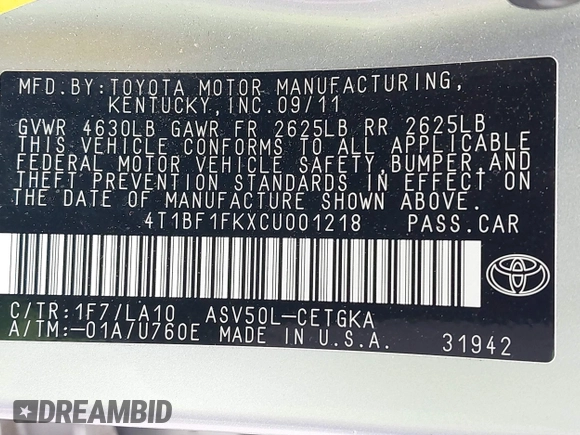 MFD.BY:TOYOTA MOTOR MANUFACTURING,
KENTUCKY,INC.09/11
GVWR 4630LB GAWR FR 2625LB RR 2625LB
THIS VEHICLE CONFORMS TO ALL APPLICABLE
FEDERAL MOTOR VEHICLE SAFETY,BUMPER,AND
THEFT PREVENTION STANDARDS IN EFFECT ON
THE DATE OF MANUFACTURE SHOWN ABOVE.
4T1BF1FKXCU001218 PASS.CAR
C/TR:1F7/LA10 ASV50L-CETGKA
A/TM:-01A/U760E MADE IN U.S.A. 31942
#DREAMBID